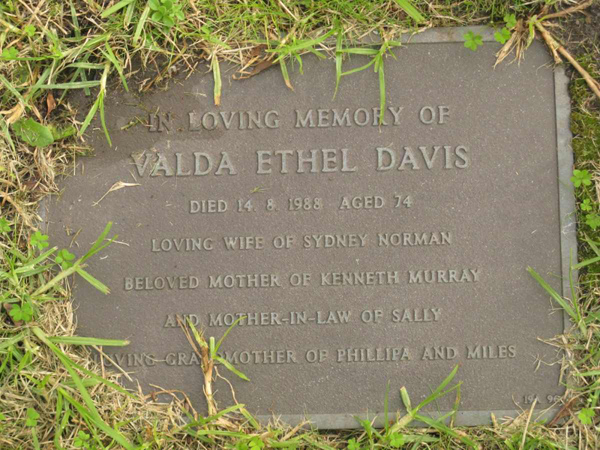 IN LOVING MEMORY OF
VALDA ETHEL DAVIS
DIED 14. 8. 1988 AGED 74
LOVING WIFE OF SYDNEY NORMAN
BELOVED MOTHER OF KENNETH MURRAY
AND MOTHER-IN-LAW OF SALLY
MOTHER OF PHILLIPA AND MILES